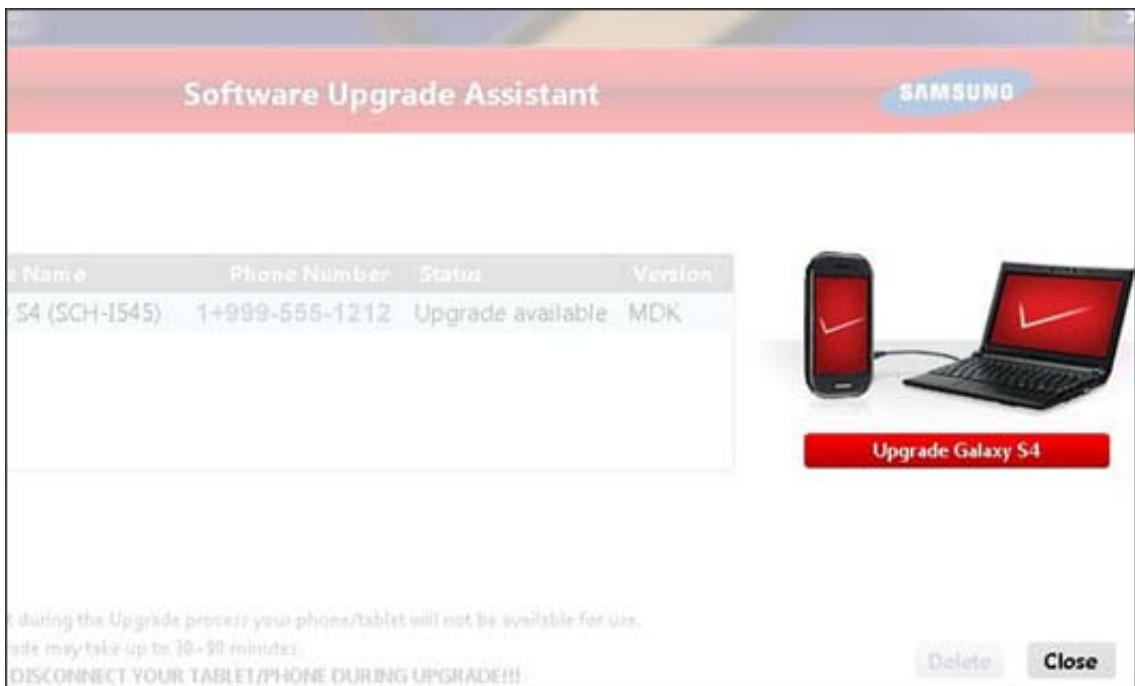 Software Upgrade Assistant
SAMSUNG
Name Phone Number Status Version
S4 (SCH-I545) 1+999-555-1212 Upgrade available MDK
Upgrade Galaxy S4
during the Upgrade process your phone/tablet will not be available for use.
may take up to 30-90 minutes.
DISCONNECT YOUR TABLET/PHONE DURING UPGRADE!!!
Delete Close